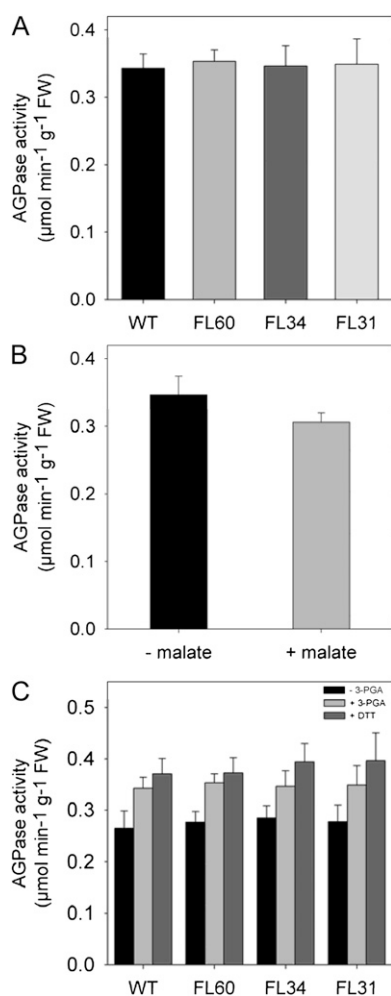 A
AGPase activity
(µmol min-1 g-1 FW)
0.4
0.3
0.2
0.1
0.0
WT FL60 FL34 FL31
B
AGPase activity
(µmol min-1 g-1 FW)
0.4
0.3
0.2
0.1
0.0
- malate + malate
C
AGPase activity
(µmol min-1 g-1 FW)
0.5
0.4
0.3
0.2
0.1
0.0
- 3-PGA
+ 3-PGA
+ DTT
WT FL60 FL34 FL31